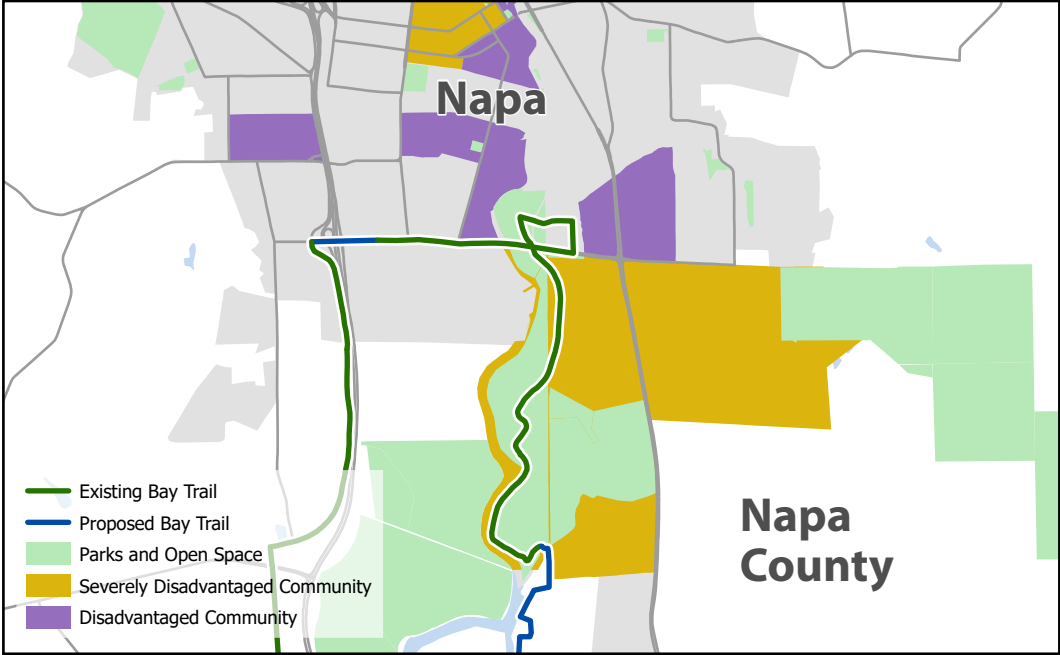 Napa
Existing Bay Trail
Proposed Bay Trail
Parks and Open Space
Severely Disadvantaged Community
Disadvantaged Community
Napa
County